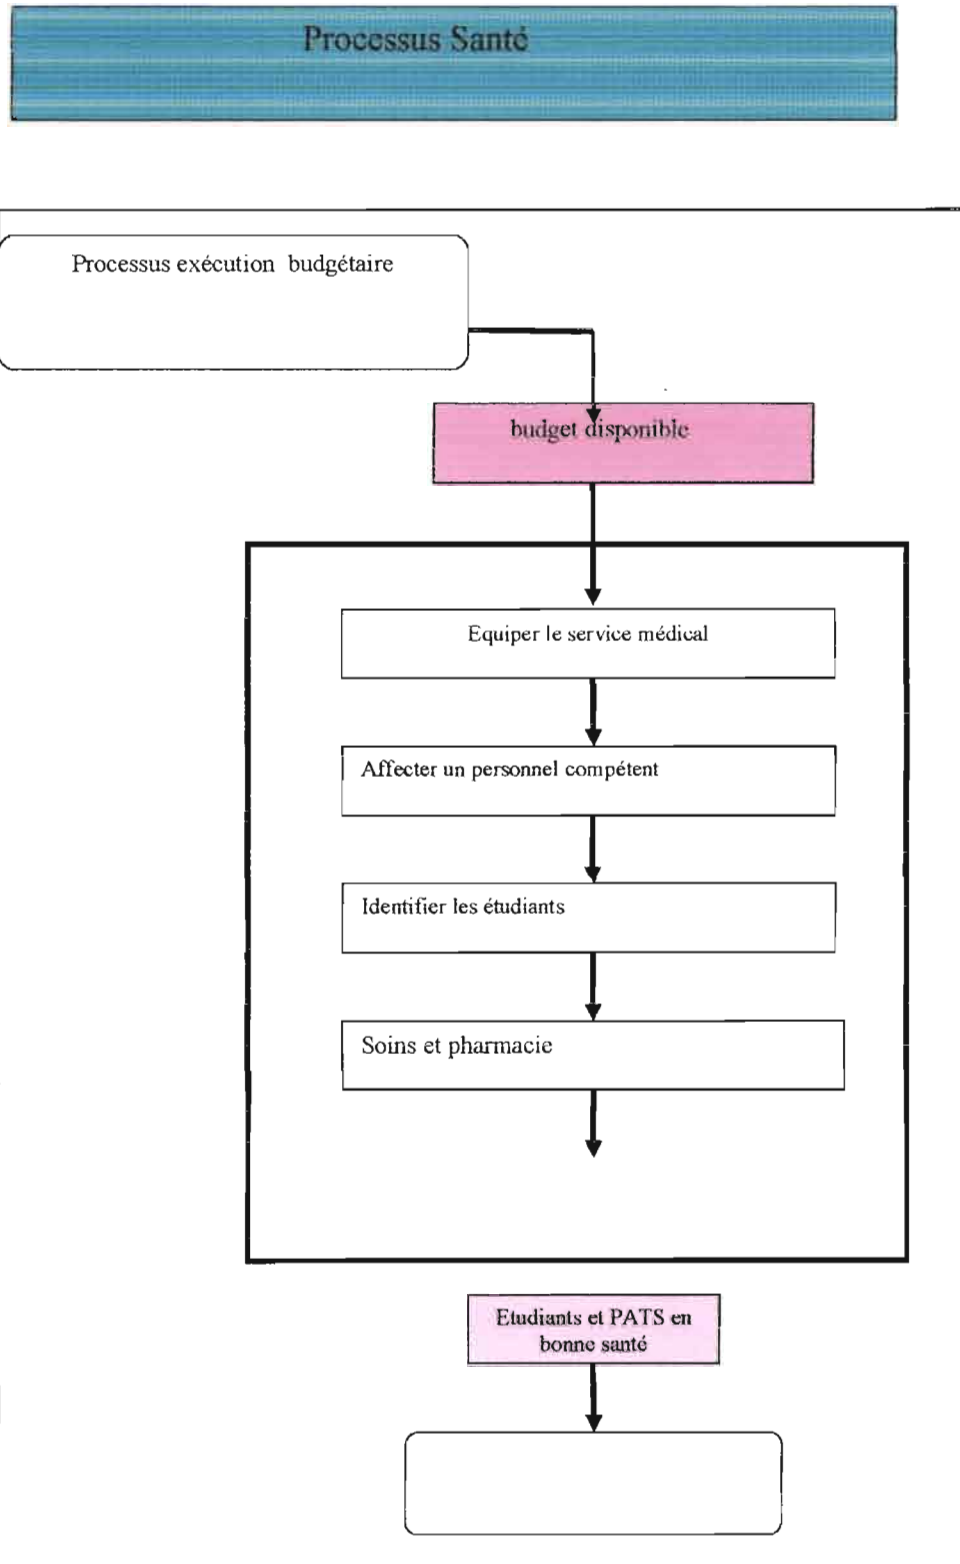 Processus Santé
Processus exécution budgétaire
budget disponible
Equiper le service médical
Affecter un personnel compétent
Identifier les étudiants
Soins et pharmacie
Etudiants et PATS en
bonne santé